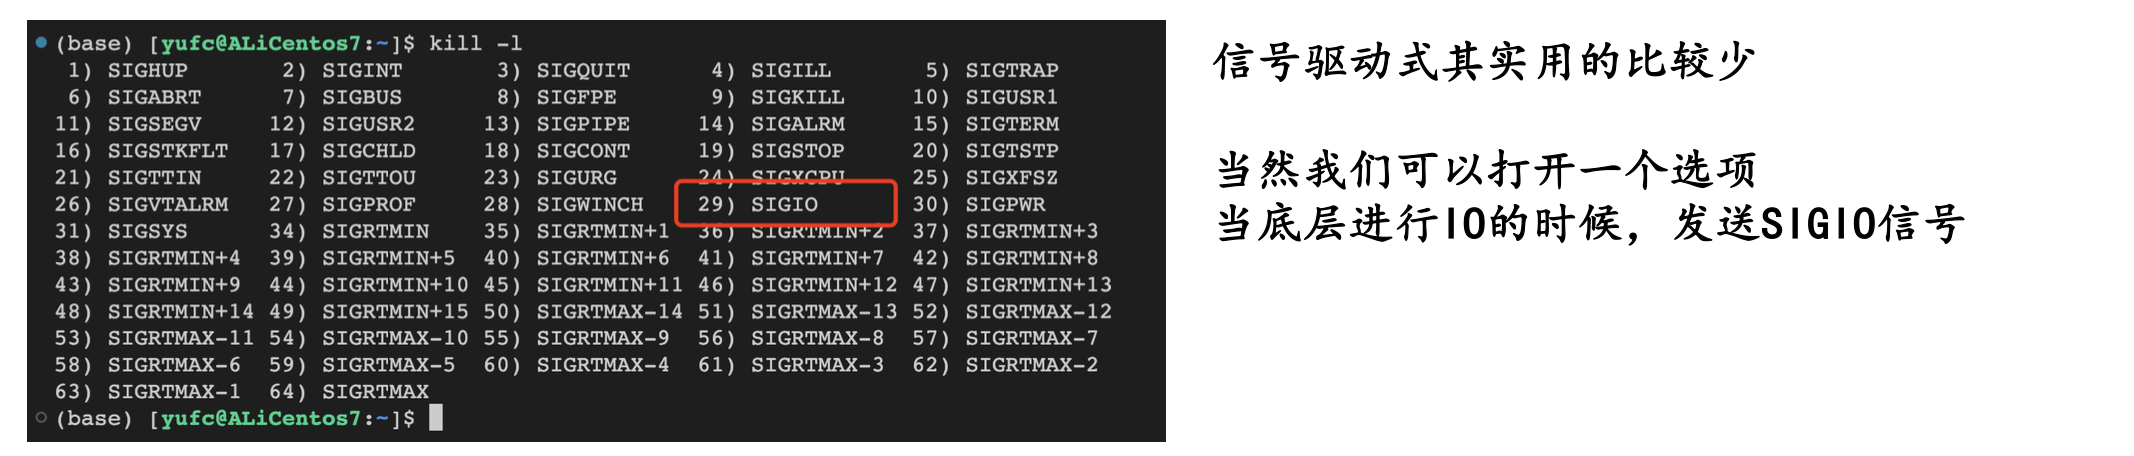 (base) [yufc@ALiCentos7:~]$ kill -l
1) SIGHUP 2) SIGINT 3) SIGQUIT 4) SIGILL 5) SIGTRAP
6) SIGABRT 7) SIGBUS 8) SIGFPE 9) SIGKILL 10) SIGUSR1
11) SIGSEGV 12) SIGUSR2 13) SIGPIPE 14) SIGALRM 15) SIGTERM
16) SIGSTKFLT 17) SIGCHLD 18) SIGCONT 19) SIGSTOP 20) SIGTSTP
21) SIGTTIN 22) SIGTTOU 23) SIGURG 24) SIGXCPU 25) SIGXFSZ
26) SIGVTALRM 27) SIGPROF 28) SIGWINCH 29) SIGIO 30) SIGPWR
31) SIGSYS 34) SIGRTMIN 35) SIGRTMIN+1 36) SIGRTMIN+2 37) SIGRTMIN+3
38) SIGRTMIN+4 39) SIGRTMIN+5 40) SIGRTMIN+6 41) SIGRTMIN+7 42) SIGRTMIN+8
43) SIGRTMIN+9 44) SIGRTMIN+10 45) SIGRTMIN+11 46) SIGRTMIN+12 47) SIGRTMIN+13
48) SIGRTMIN+14 49) SIGRTMIN+15 50) SIGRTMAX-14 51) SIGRTMAX-13 52) SIGRTMAX-12
53) SIGRTMAX-11 54) SIGRTMAX-10 55) SIGRTMAX-9 56) SIGRTMAX-8 57) SIGRTMAX-7
58) SIGRTMAX-6 59) SIGRTMAX-5 60) SIGRTMAX-4 61) SIGRTMAX-3 62) SIGRTMAX-2
63) SIGRTMAX-1 64) SIGRTMAX
(base) [yufc@ALiCentos7:~]$
信号驱动式其实用的比较少
当然我们可以打开一个选项
当底层进行IO的时候，发送SIGIO信号